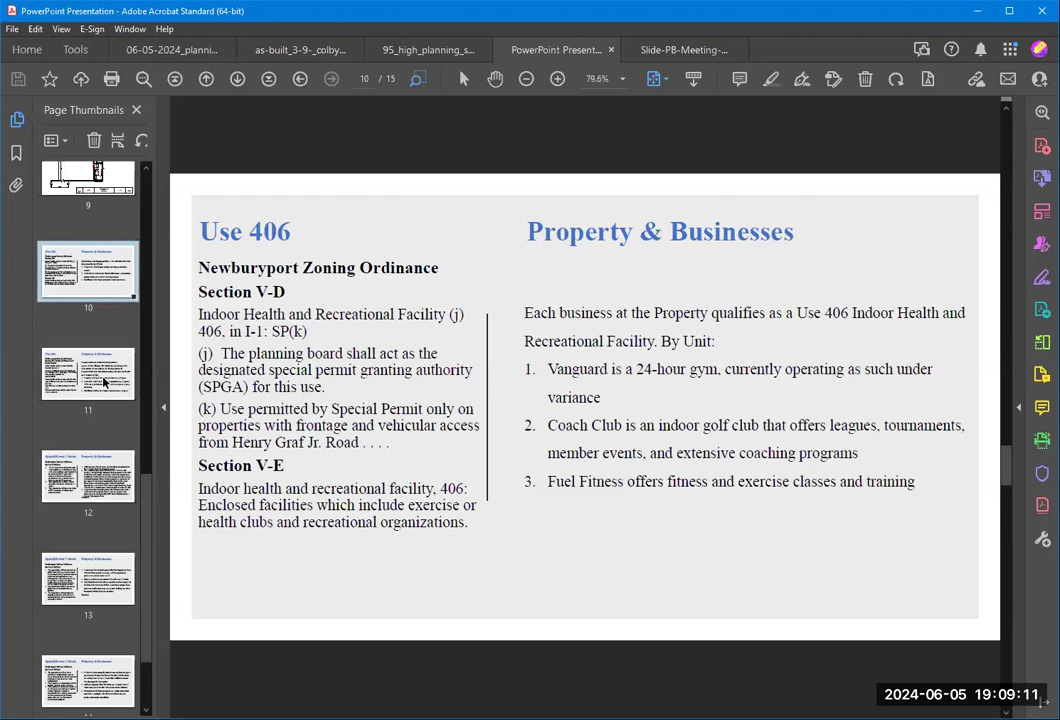 PowerPoint Presentation - Adobe Acrobat Standard (64-bit)
File Edit View E-Sign Window Help
Home Tools 06-05-2024_planni... as-built_3-9-_colby... 95_high_planning_s... PowerPoint Present... Slide-PB-Meeting-...
10 / 15 79.6%
Page Thumbnails
9
10
11
12
13
Use 406
Newburyport Zoning Ordinance
Section V-D
Indoor Health and Recreational Facility (j)
406, in I-1: SP(k)
(j) The planning board shall act as the
designated special permit granting authority
(SPGA) for this use.
(k) Use permitted by Special Permit only on
properties with frontage and vehicular access
from Henry Graf Jr. Road . . . .
Section V-E
Indoor health and recreational facility, 406:
Enclosed facilities which include exercise or
health clubs and recreational organizations.
Property & Businesses
Each business at the Property qualifies as a Use 406 Indoor Health and
Recreational Facility. By Unit:
1. Vanguard is a 24-hour gym, currently operating as such under
variance
2. Coach Club is an indoor golf club that offers leagues, tournaments,
member events, and extensive coaching programs
3. Fuel Fitness offers fitness and exercise classes and training
2024-06-05 19:09:11